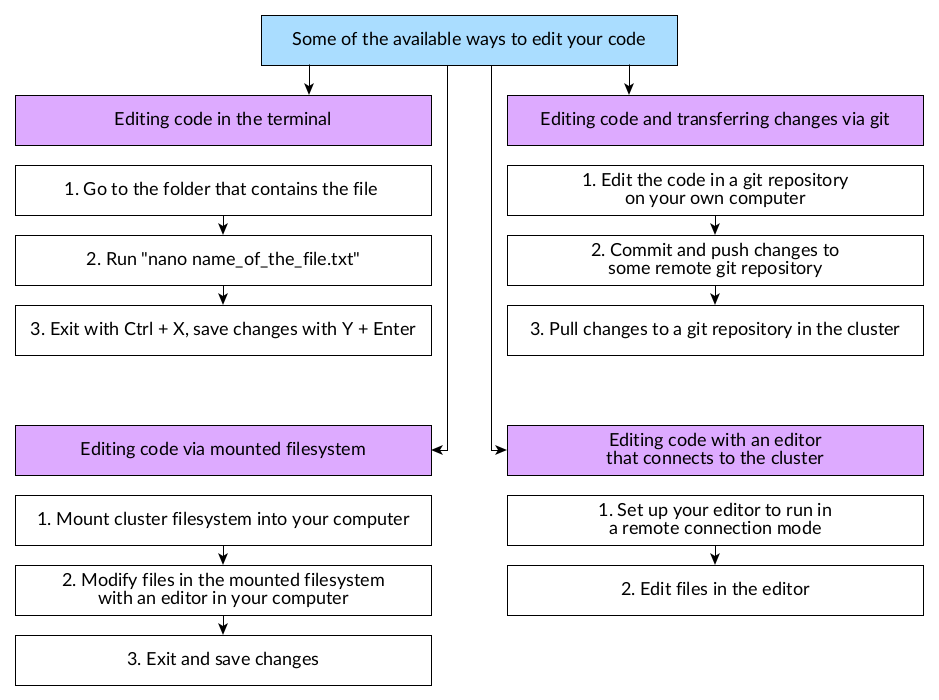 Some of the available ways to edit your code
Editing code in the terminal
1. Go to the folder that contains the file
2. Run "nano name_of_the_file.txt"
3. Exit with Ctrl + X, save changes with Y + Enter
Editing code and transferring changes via git
1. Edit the code in a git repository
on your own computer
2. Commit and push changes to
some remote git repository
3. Pull changes to a git repository in the cluster
Editing code via mounted filesystem
1. Mount cluster filesystem into your computer
2. Modify files in the mounted filesystem
with an editor in your computer
3. Exit and save changes
Editing code with an editor
that connects to the cluster
1. Set up your editor to run in
a remote connection mode
2. Edit files in the editor